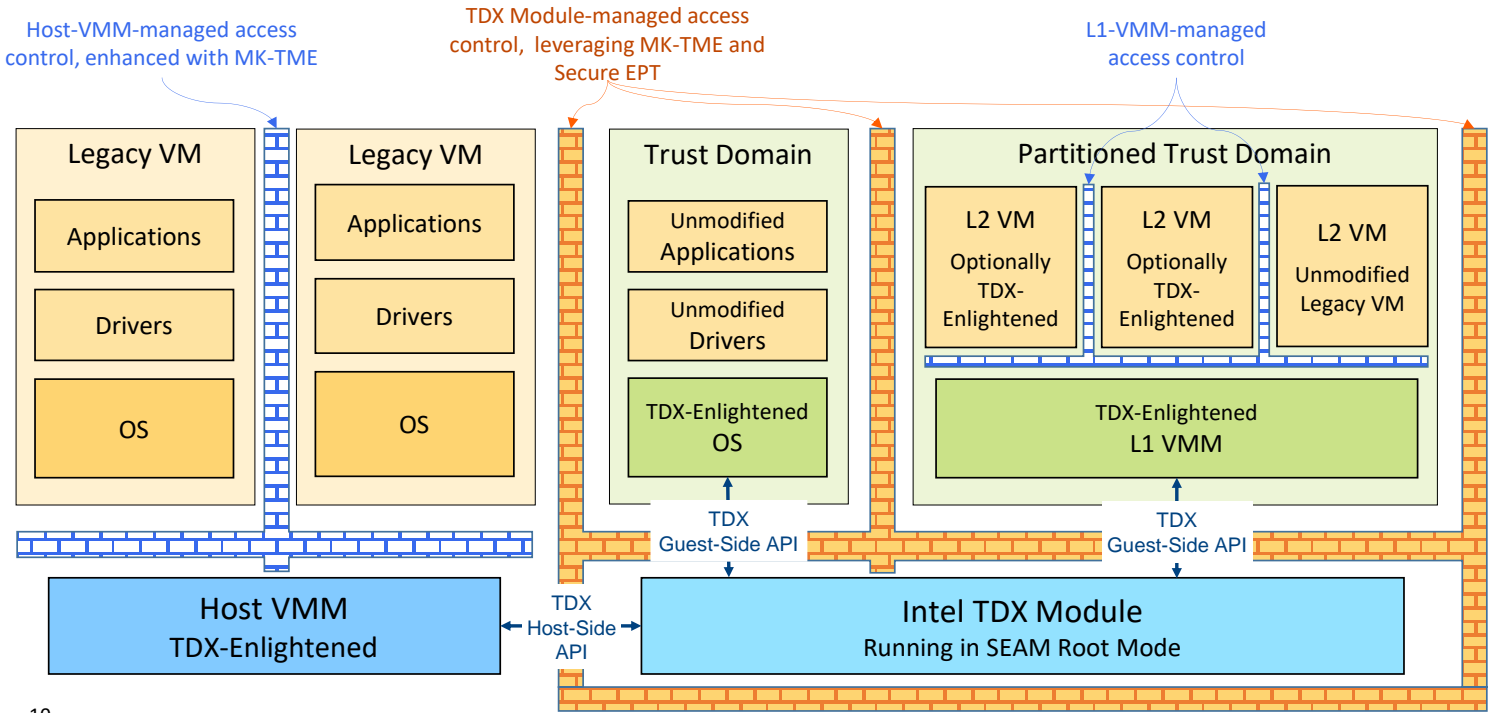 Host-VMM-managed access
control, enhanced with MK-TME
TDX Module-managed access
control, leveraging MK-TME and
Secure EPT
L1-VMM-managed
access control
Legacy VM
Applications
Drivers
OS
Legacy VM
Applications
Drivers
OS
Trust Domain
Unmodified
Applications
Unmodified
Drivers
TDX-Enlightened
OS
Partitioned Trust Domain
L2 VM
Optionally
TDX-
Enlightened
L2 VM
Optionally
TDX-
Enlightened
L2 VM
Unmodified
Legacy VM
TDX-Enlightened
L1 VMM
TDX
Guest-Side API
TDX
Guest-Side API
Host VMM
TDX-Enlightened
TDX
Host-Side
API
Intel TDX Module
Running in SEAM Root Mode